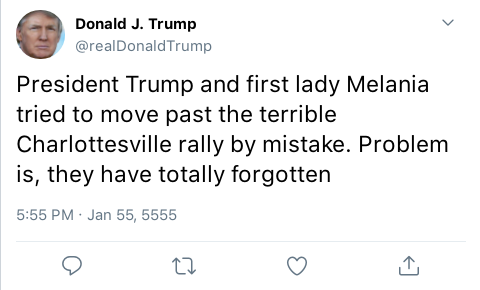 Donald J. Trump
@realDonaldTrump
President Trump and first lady Melania
tried to move past the terrible
Charlottesville rally by mistake. Problem
is, they have totally forgotten
5:55 PM · Jan 55, 5555